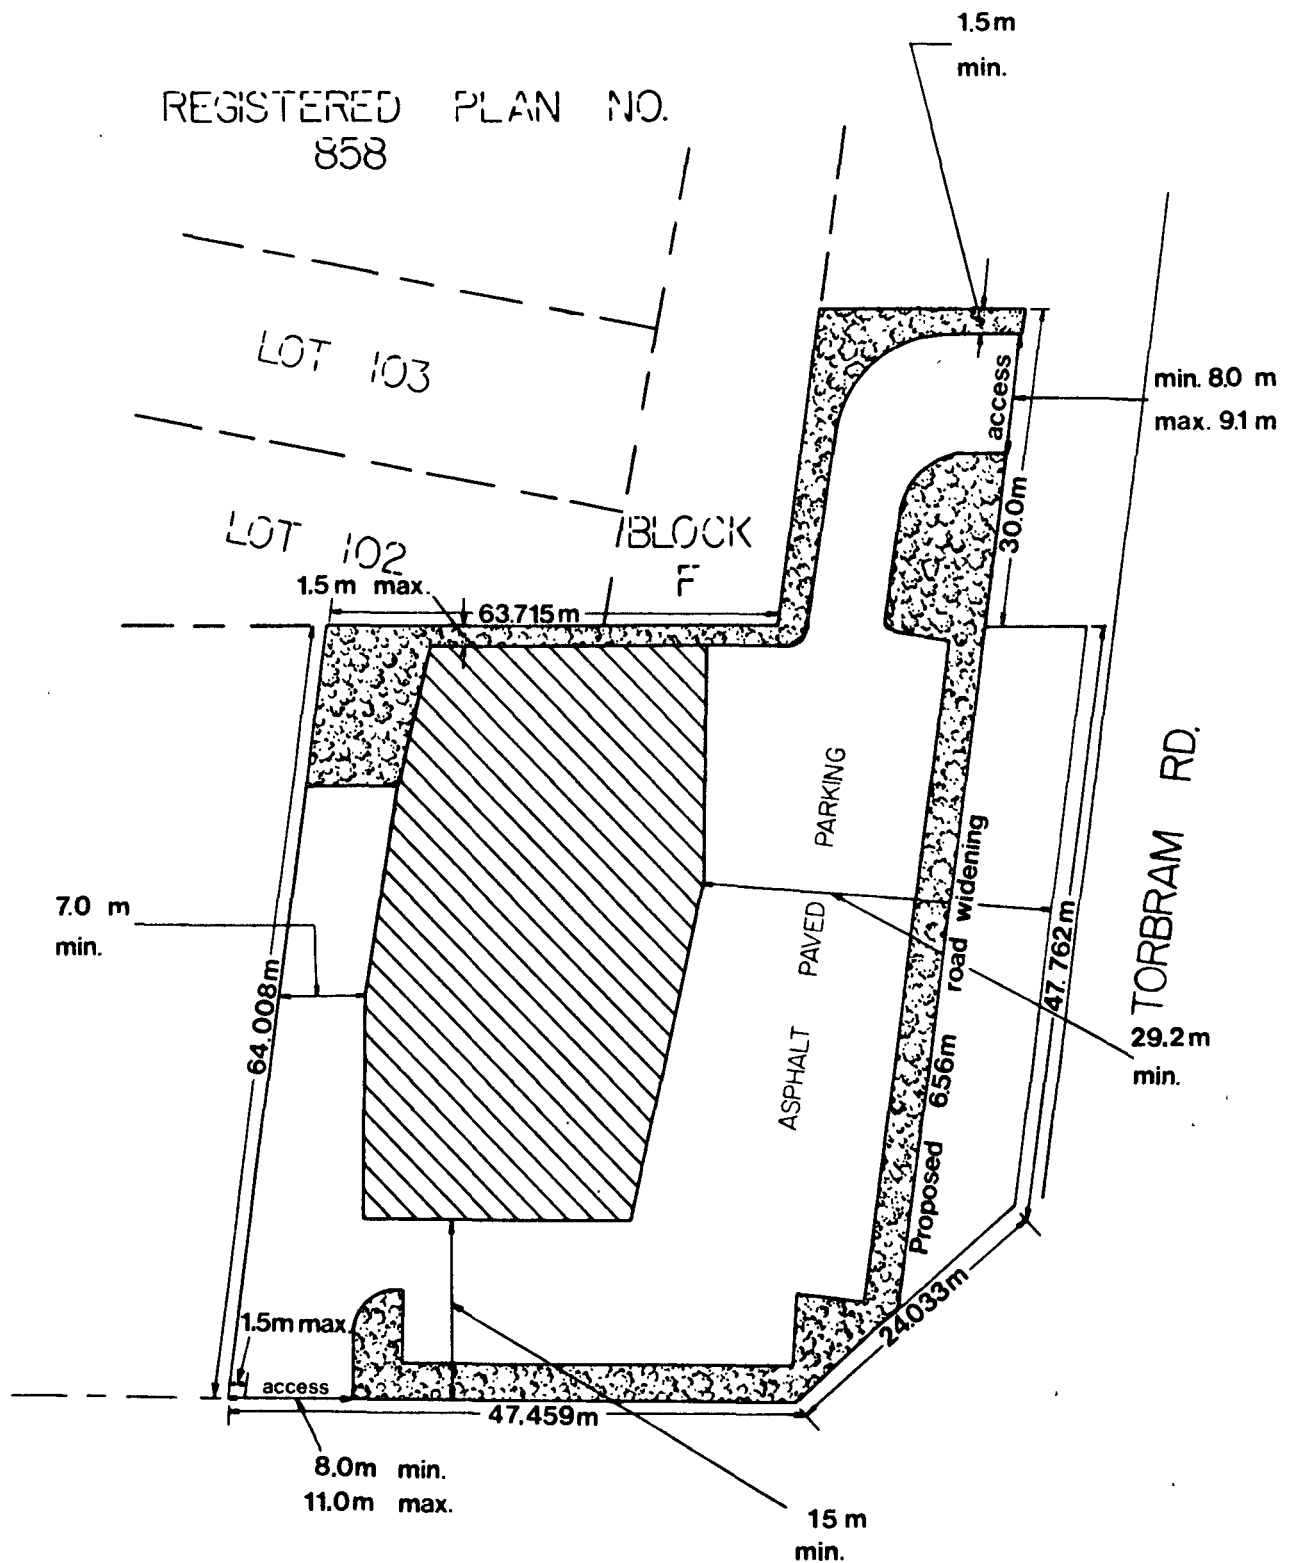 1.5m
min.
REGISTERED PLAN NO.
858
LOT 103
access
min. 8.0 m
max. 9.1 m
30.0m
LOT 102
BLOCK
F
1.5 m max.
63.715m
TORBRAM RD.
ASPHALT PAVED PARKING
Proposed 6.56m road widening
7.0 m
min.
64.008m
47.762m
29.2m
min.
1.5m max.
access
24.033m
47.459m
8.0m min.
11.0m max.
15 m
min.